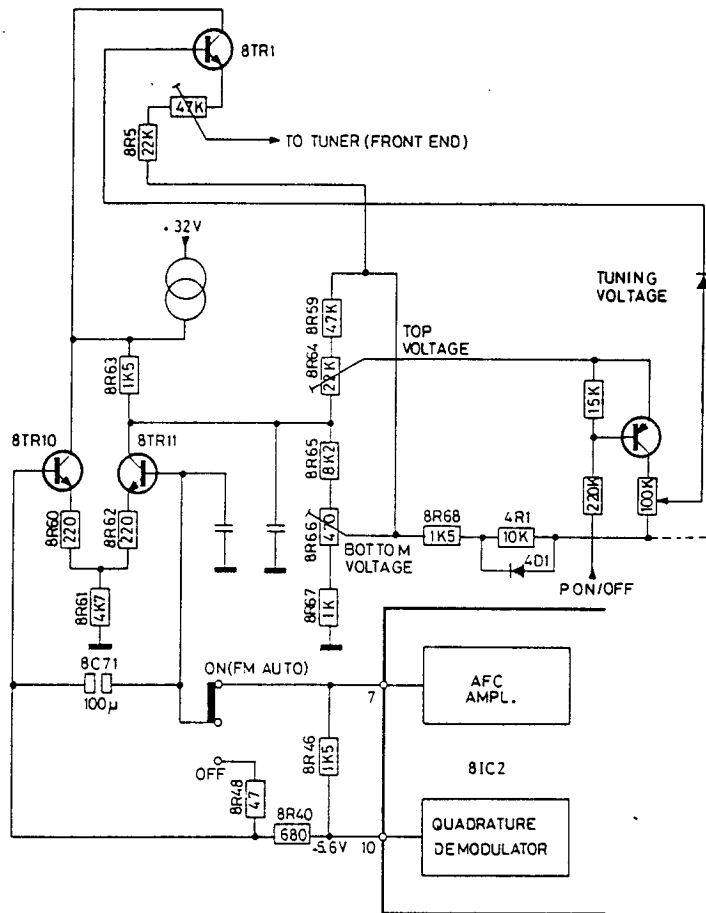 8TR1
47K
8R5
22K
TO TUNER (FRONT END)
.32V
TUNING
VOLTAGE
8R59
47K
TOP
VOLTAGE
8R63
1K5
8R64
22K
15K
8TR10
8TR11
8R65
8K2
220K
100K
8R60
220
8R62
220
8R66
470
BOTTOM
VOLTAGE
8R68
1K5
4R1
10K
4D1
8R61
4K7
8R67
1K
P ON/OFF
8C71
100µ
ON(FM AUTO)
7
AFC
AMPL.
8R46
1K5
8IC2
OFF
8R48
47
8R40
680
.5.6V
10
QUADRATURE
DEMODULATOR